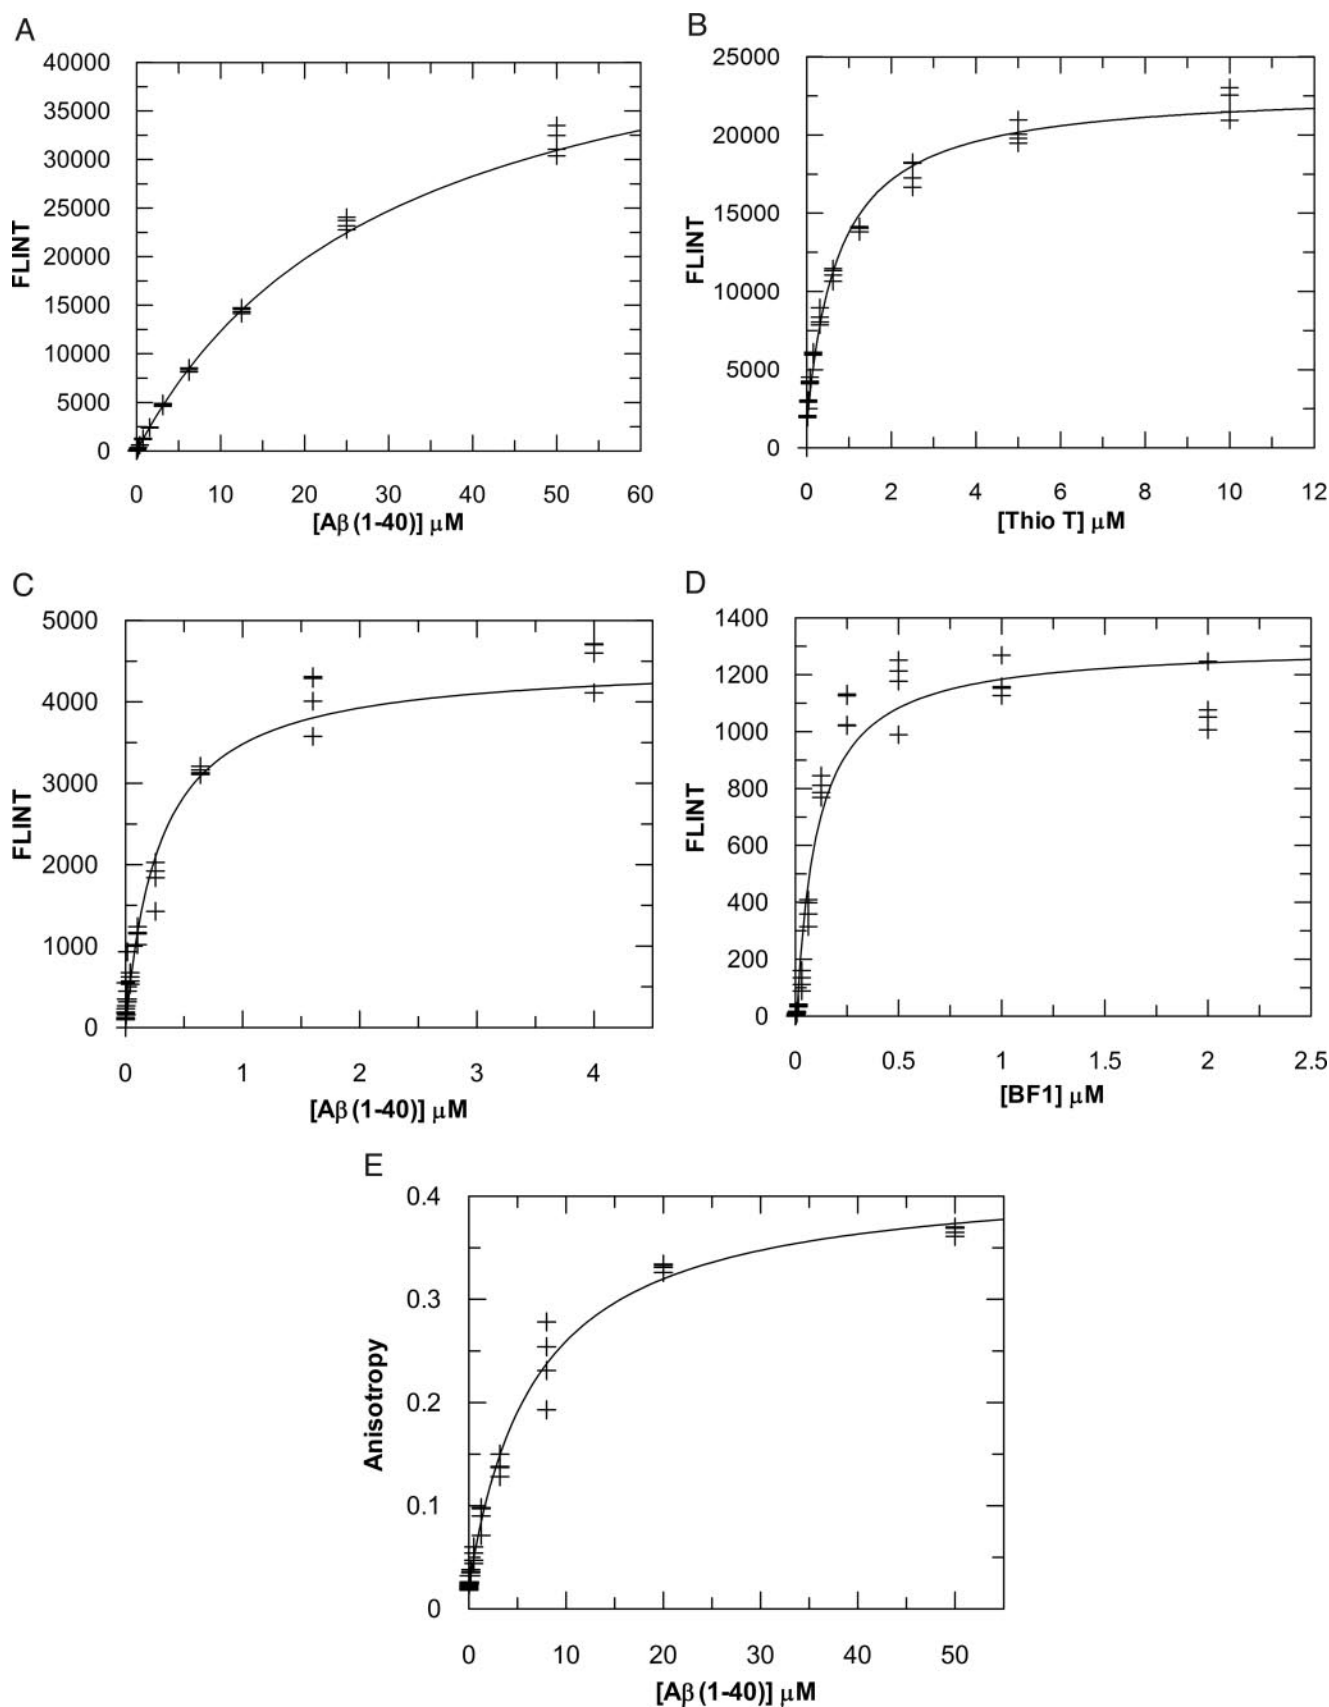 A
40000
35000
30000
25000
20000
15000
10000
5000
0
FLINT
0 10 20 30 40 50 60
[Aβ (1-40)] μM
B
25000
20000
15000
10000
5000
0
FLINT
0 2 4 6 8 10 12
[Thio T] μM
C
5000
4000
3000
2000
1000
0
FLINT
0 1 2 3 4
[Aβ (1-40)] μM
D
1400
1200
1000
800
600
400
200
0
FLINT
0 0.5 1 1.5 2 2.5
[BF1] μM
E
0.4
0.3
0.2
0.1
0
Anisotropy
0 10 20 30 40 50
[Aβ (1-40)] μM